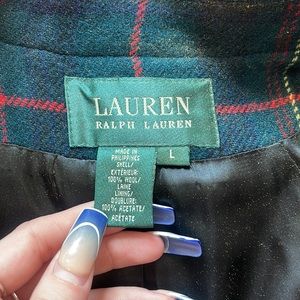 LAUREN
RALPH LAUREN
L
MADE IN
PHILIPPINES
SHELL/
EXTÉRIEUR:
100% WOOL/
LAINE
LINING/
DOUBLURE:
100% ACETATE/
ACÉTATE